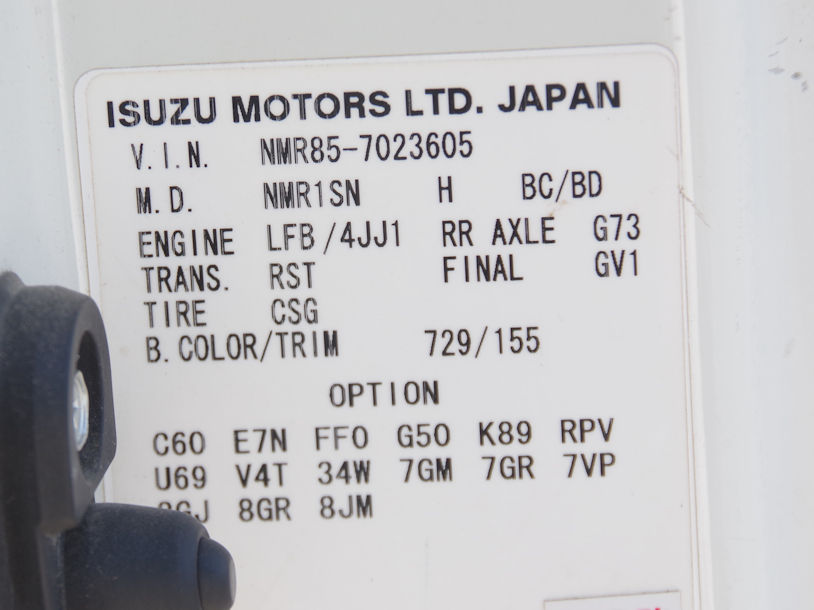 ISUZU MOTORS LTD. JAPAN
V.I.N. NMR85-7023605
M.D. NMR1SN H BC/BD
ENGINE LFB/4JJ1 RR AXLE G73
TRANS. RST FINAL GV1
TIRE CSG
B.COLOR/TRIM 729/155
OPTION
C60 E7N FF0 G50 K89 RPV
U69 V4T 34W 7GM 7GR 7VP
8GR 8JM